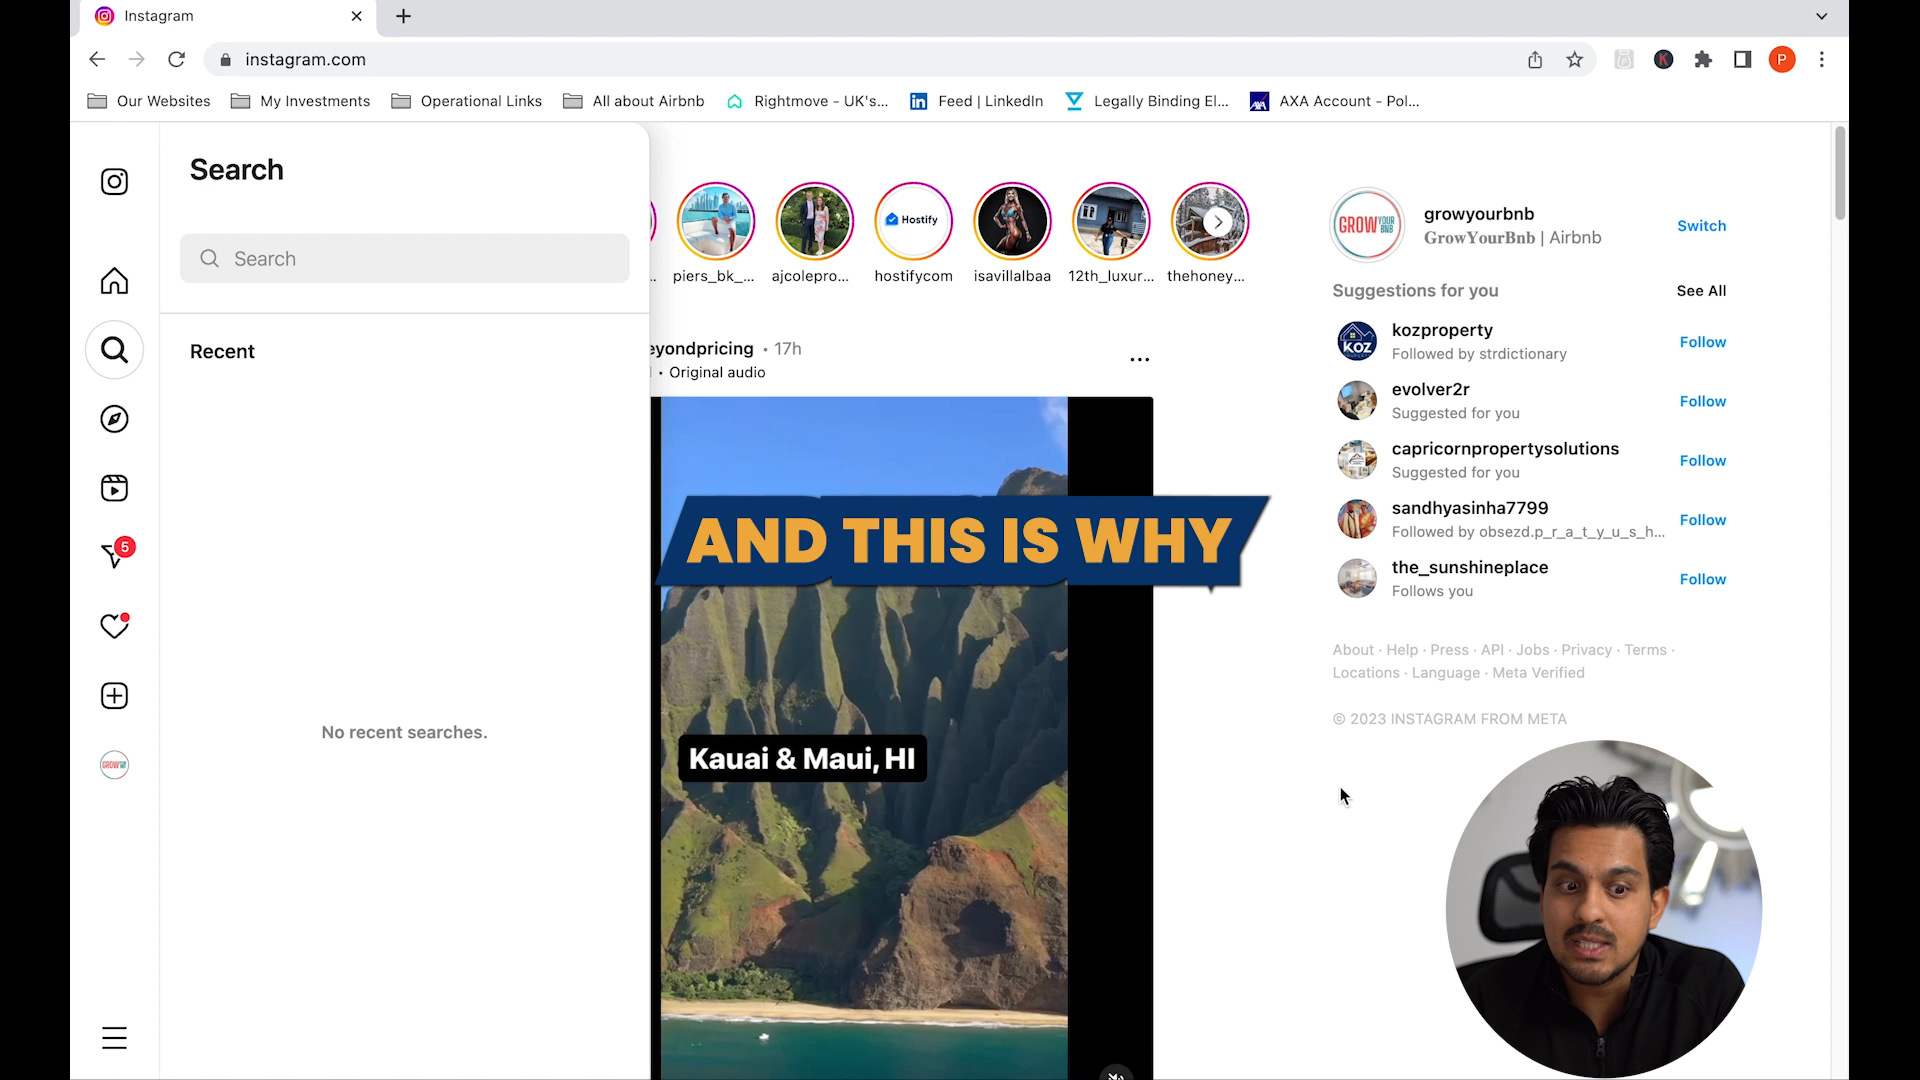 Instagram
instagram.com
P
Our Websites
My Investments
Operational Links
All about Airbnb
Rightmove - UK's...
Feed | LinkedIn
Legally Binding El...
AXA Account - Pol...
Search
Search
Recent
No recent searches.
5
Hostify
piers_bk_...
ajcolepro...
hostifycom
isavillalbaa
12th_luxur...
thehoney...
eyondpricing • 17h
• Original audio
AND THIS IS WHY
Kauai & Maui, HI
GROW YOUR BNB
growyourbnb
GrowYourBnb | Airbnb
Switch
Suggestions for you
See All
KOZ
kozproperty
Followed by strdictionary
Follow
evolver2r
Suggested for you
Follow
capricornpropertysolutions
Suggested for you
Follow
sandhyasinha7799
Followed by obsezd.p_r_a_t_y_u_s_h...
Follow
the_sunshineplace
Follows you
Follow
About · Help · Press · API · Jobs · Privacy · Terms ·
Locations · Language · Meta Verified
© 2023 INSTAGRAM FROM META